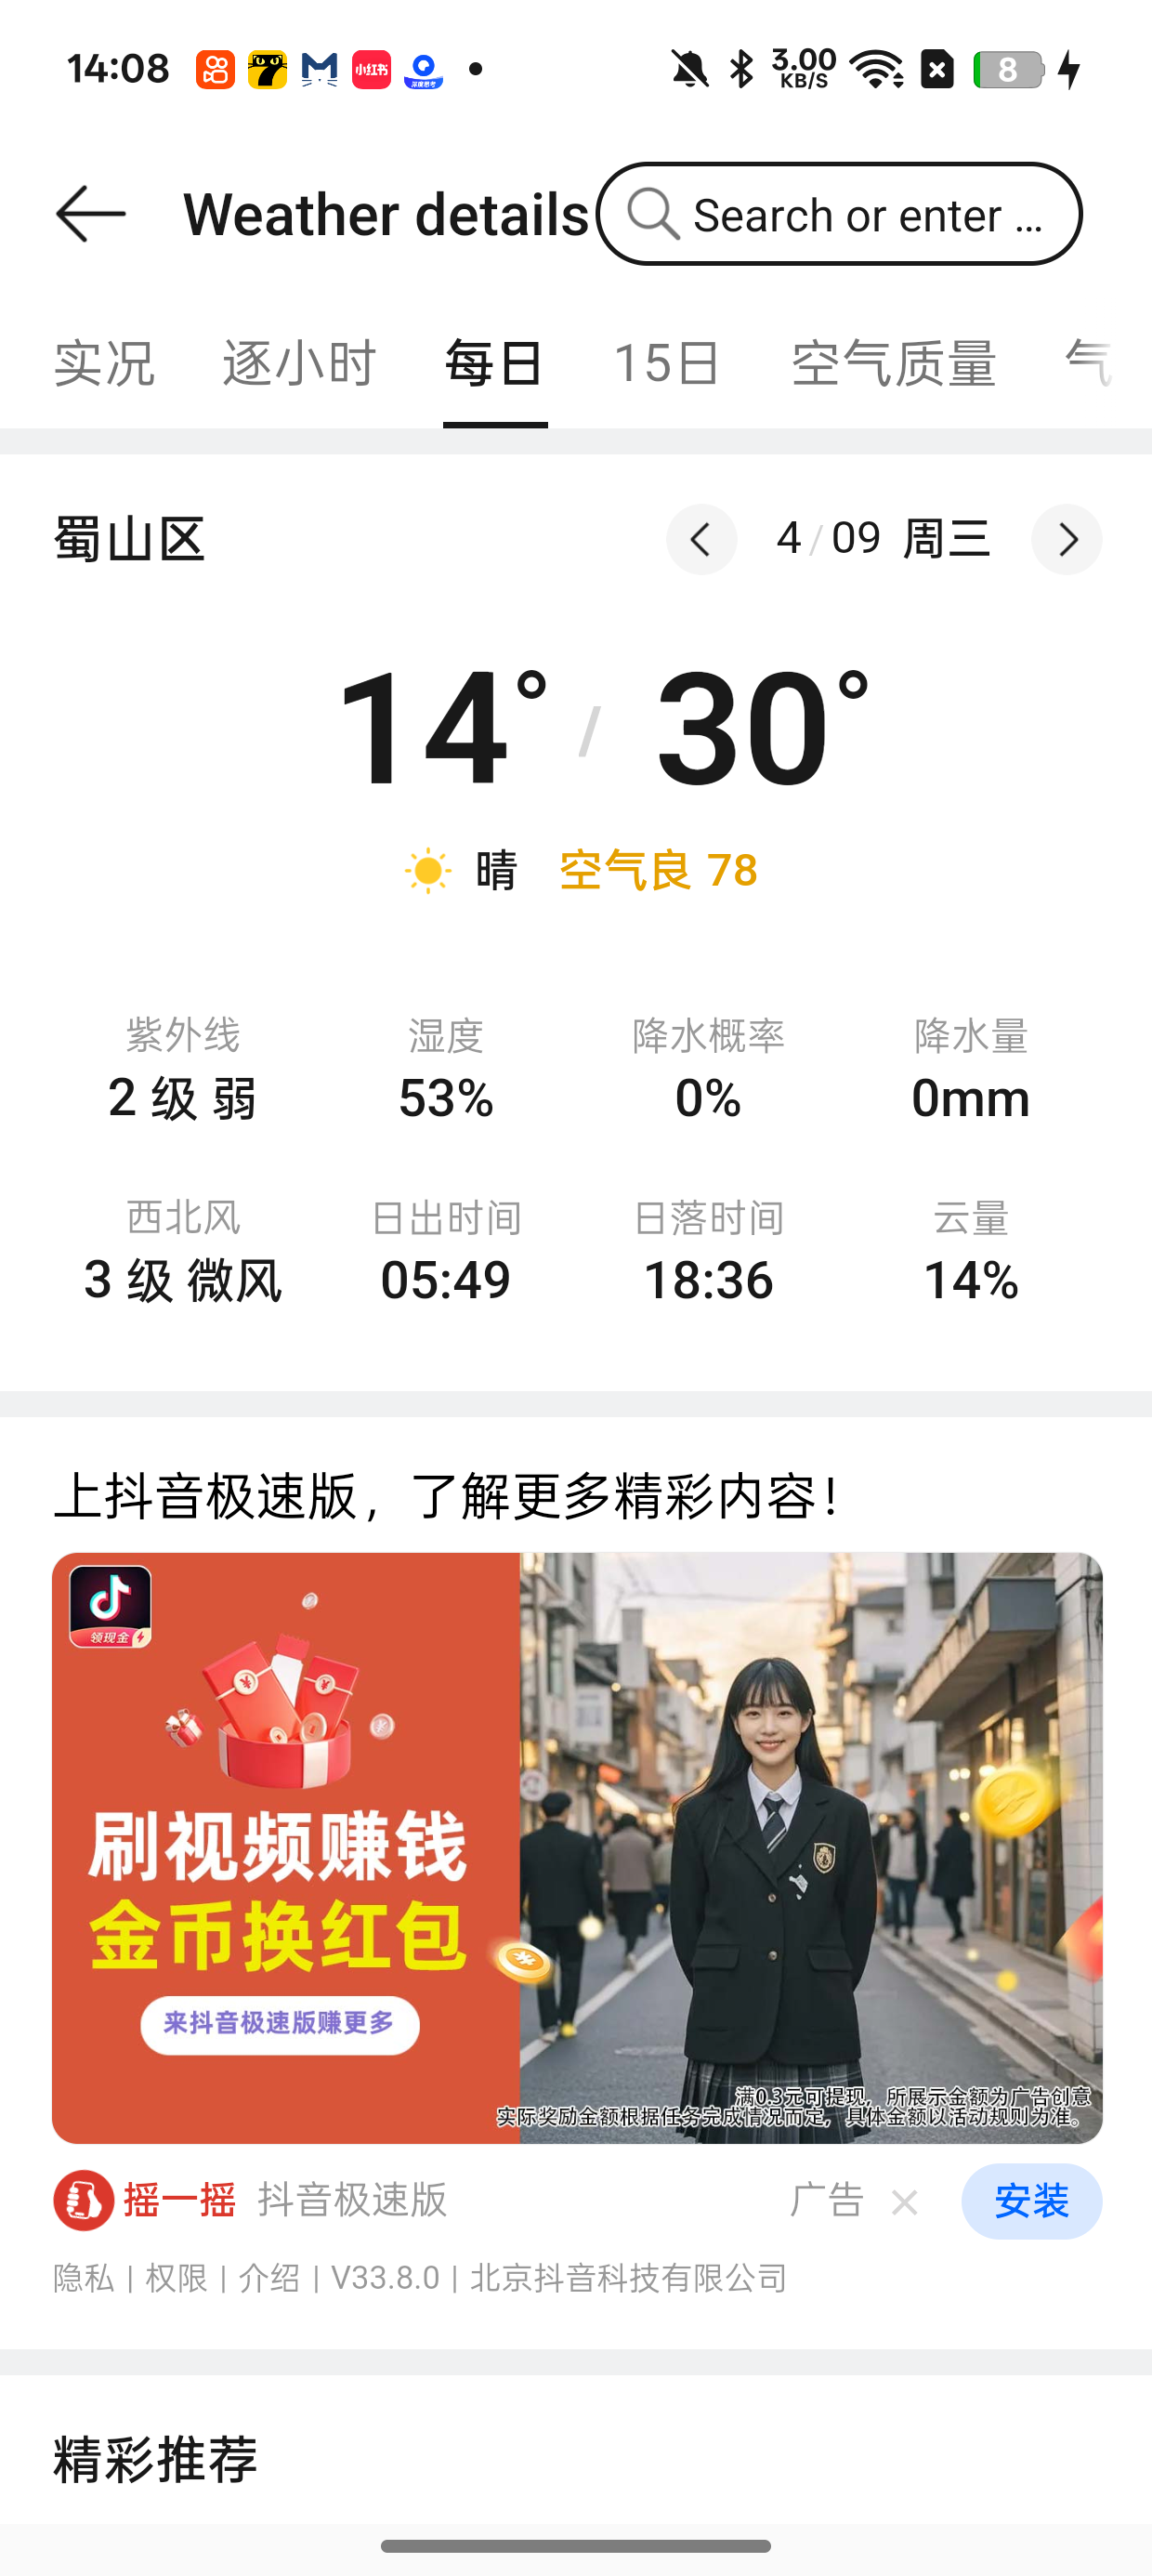 14:08
小红书
深度思考
3.00
KB/S
8
Weather details
Search or enter ...
实况 逐小时 每日 15日 空气质量 气
蜀山区
4/09 周三
14° / 30°
晴 空气良 78
紫外线 湿度 降水概率 降水量
2 级 弱 53% 0% 0mm
西北风 日出时间 日落时间 云量
3 级 微风 05:49 18:36 14%
上抖音极速版，了解更多精彩内容！
领现金
刷视频赚钱
金币换红包
来抖音极速版赚更多
满0.3元可提现，所展示金额为广告创意
实际奖励金额根据任务完成情况而定，具体金额以活动规则为准。
摇一摇 抖音极速版 广告 × 安装
隐私 | 权限 | 介绍 | V33.8.0 | 北京抖音科技有限公司
精彩推荐